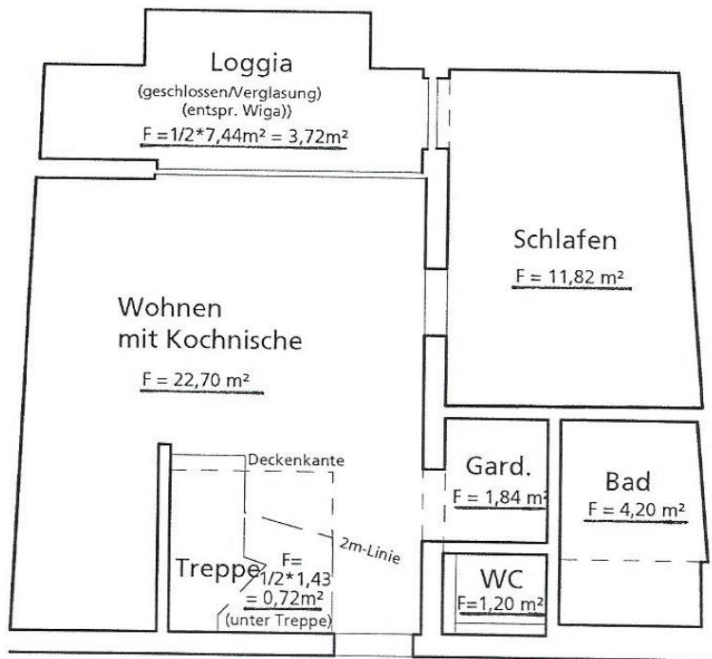 Loggia
(geschlossen/Verglasung)
(entspr. Wiga))
F =1/2*7,44m² = 3,72m²
Schlafen
F = 11,82 m²
Wohnen
mit Kochnische
F = 22,70 m²
Deckenkante
Gard.
F = 1,84 m²
Bad
F = 4,20 m²
2m-Linie
Treppe
F=
1/2*1,43
= 0,72m²
(unter Treppe)
WC
F=1,20 m²